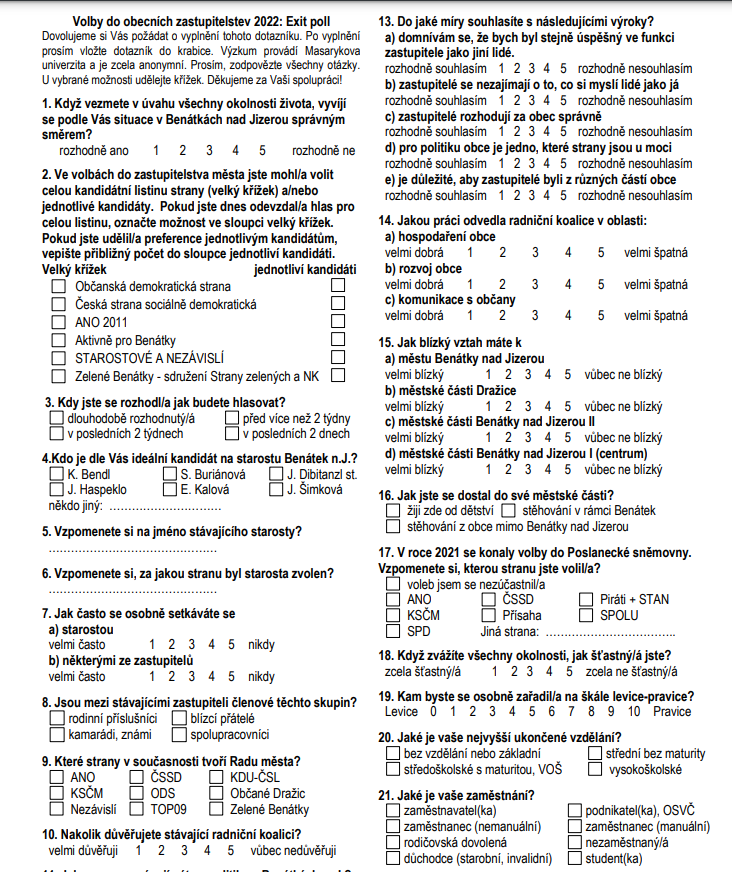 Volby do obecních zastupitelstev 2022: Exit poll
Dovolujeme si Vás požádat o vyplnění tohoto dotazníku. Po vyplnění
prosím vložte dotazník do krabice. Výzkum provádí Masarykova
univerzita a je zcela anonymní. Prosím, zodpovězte všechny otázky.
U vybrané možnosti udělejte křížek. Děkujeme za Vaši spolupráci!
1. Když vezmete v úvahu všechny okolnosti života, vyvíjí
se podle Vás situace v Benátkách nad Jizerou správným
směrem?
rozhodně ano 1 2 3 4 5 rozhodně ne
2. Ve volbách do zastupitelstva města jste mohl/a volit
celou kandidátní listinu strany (velký křížek) a/nebo
jednotlivé kandidáty. Pokud jste dnes odevzdal/a hlas pro
celou listinu, označte možnost ve sloupci velký křížek.
Pokud jste udělil/a preference jednotlivým kandidátům,
vepište přibližný počet do sloupce jednotliví kandidáti.
Velký křížek jednotliví kandidáti
Občanská demokratická strana
Česká strana sociálně demokratická
ANO 2011
Aktivně pro Benátky
STAROSTOVÉ A NEZÁVISLÍ
Zelené Benátky - sdružení Strany zelených a NK
3. Kdy jste se rozhodl/a jak budete hlasovat?
dlouhodobě rozhodnutý/á před více než 2 týdny
v posledních 2 týdnech v posledních 2 dnech
4.Kdo je dle Vás ideální kandidát na starostu Benátek n.J.?
K. Bendl S. Buriánová J. Dibitanzl st.
J. Haspeklo E. Kalová J. Šimková
někdo jiný: ................................
5. Vzpomenete si na jméno stávajícího starosty?
................................................
6. Vzpomenete si, za jakou stranu byl starosta zvolen?
................................................
7. Jak často se osobně setkáváte se
a) starostou
velmi často 1 2 3 4 5 nikdy
b) některými ze zastupitelů
velmi často 1 2 3 4 5 nikdy
8. Jsou mezi stávajícími zastupiteli členové těchto skupin?
rodinní příslušníci blízcí přátelé
kamarádi, známi spolupracovníci
9. Které strany v současnosti tvoří Radu města?
ANO ČSSD KDU-ČSL
KSČM ODS Občané Dražic
Nezávislí TOP09 Zelené Benátky
10. Nakolik důvěřujete stávající radniční koalici?
velmi důvěřuji 1 2 3 4 5 vůbec nedůvěřuji
13. Do jaké míry souhlasíte s následujícími výroky?
a) domnívám se, že bych byl stejně úspěšný ve funkci
zastupitele jako jiní lidé.
rozhodně souhlasím 1 2 3 4 5 rozhodně nesouhlasím
b) zastupitelé se nezajímají o to, co si myslí lidé jako já
rozhodně souhlasím 1 2 3 4 5 rozhodně nesouhlasím
c) zastupitelé rozhodují za obec správně
rozhodně souhlasím 1 2 3 4 5 rozhodně nesouhlasím
d) pro politiku obce je jedno, které strany jsou u moci
rozhodně souhlasím 1 2 3 4 5 rozhodně nesouhlasím
e) je důležité, aby zastupitelé byli z různých částí obce
rozhodně souhlasím 1 2 3 4 5 rozhodně nesouhlasím
14. Jakou práci odvedla radniční koalice v oblasti:
a) hospodaření obce
velmi dobrá 1 2 3 4 5 velmi špatná
b) rozvoj obce
velmi dobrá 1 2 3 4 5 velmi špatná
c) komunikace s občany
velmi dobrá 1 2 3 4 5 velmi špatná
15. Jak blízký vztah máte k
a) městu Benátky nad Jizerou
velmi blízký 1 2 3 4 5 vůbec ne blízký
b) městské části Dražice
velmi blízký 1 2 3 4 5 vůbec ne blízký
c) městské části Benátky nad Jizerou II
velmi blízký 1 2 3 4 5 vůbec ne blízký
d) městské části Benátky nad Jizerou I (centrum)
velmi blízký 1 2 3 4 5 vůbec ne blízký
16. Jak jste se dostal do své městské části?
žiji zde od dětství stěhování v rámci Benátek
stěhování z obce mimo Benátky nad Jizerou
17. V roce 2021 se konaly volby do Poslanecké sněmovny.
Vzpomenete si, kterou stranu jste volil/a?
voleb jsem se nezúčastnil/a
ANO ČSSD Piráti + STAN
KSČM Přísaha SPOLU
SPD Jiná strana: ..................................
18. Když zvážíte všechny okolnosti, jak šťastný/á jste?
zcela šťastný/á 1 2 3 4 5 zcela ne šťastný/á
19. Kam byste se osobně zařadil/a na škále levice-pravice?
Levice 0 1 2 3 4 5 6 7 8 9 10 Pravice
20. Jaké je vaše nejvyšší ukončené vzdělání?
bez vzdělání nebo základní střední bez maturity
středoškolské s maturitou, VOŠ vysokoškolské
21. Jaké je vaše zaměstnání?
zaměstnavatel(ka) podnikatel(ka), OSVČ
zaměstnanec (nemanuální) zaměstnanec (manuální)
rodičovská dovolená nezaměstnaný/á
důchodce (starobní, invalidní) student(ka)